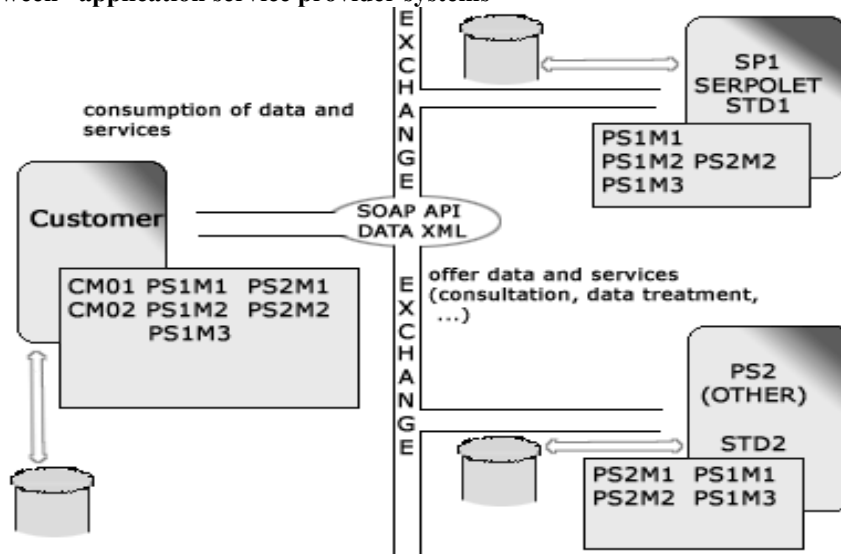 application service provider systems
EXCHANGE
SP1
SERPOLET
STD1
consumption of data and
services
PS1M1
PS1M2 PS2M2
PS1M3
Customer
SOAP API
DATA XML
CM01 PS1M1 PS2M1
CM02 PS1M2 PS2M2
PS1M3
offer data and services
(consultation, data treatment,
...)
EXCHANGE
PS2
(OTHER)
STD2
PS2M1 PS1M1
PS2M2 PS1M3